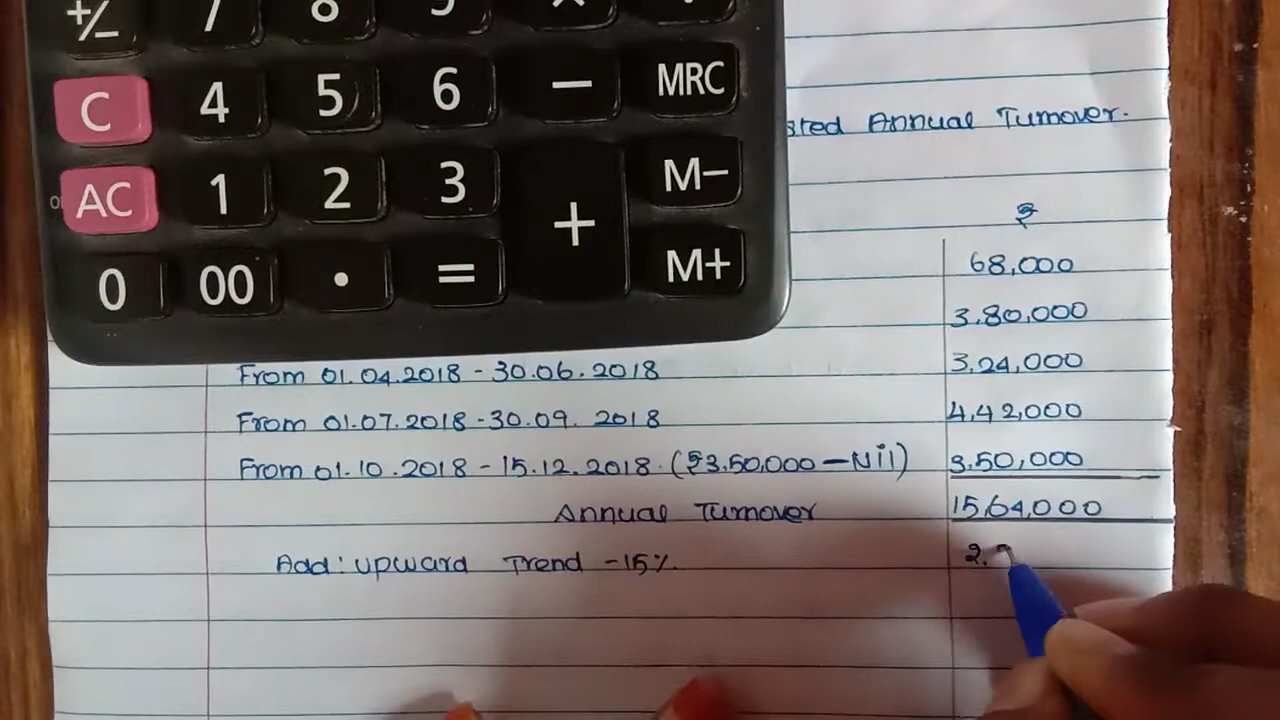 +/− 7 8 9 ×
C 4 5 6 − MRC
AC 1 2 3 + M−
0 00 . = M+
sted Annual Turnover.
₹
68,000
3,80,000
From 01.04.2018 - 30.06.2018 3,24,000
From 01.07.2018 - 30.09. 2018 4,42,000
From 01.10.2018 - 15.12.2018 (₹3,50,000 - Nil) 3,50,000
Annual Turnover 15,64,000
Add: upward Trend - 15% 2,